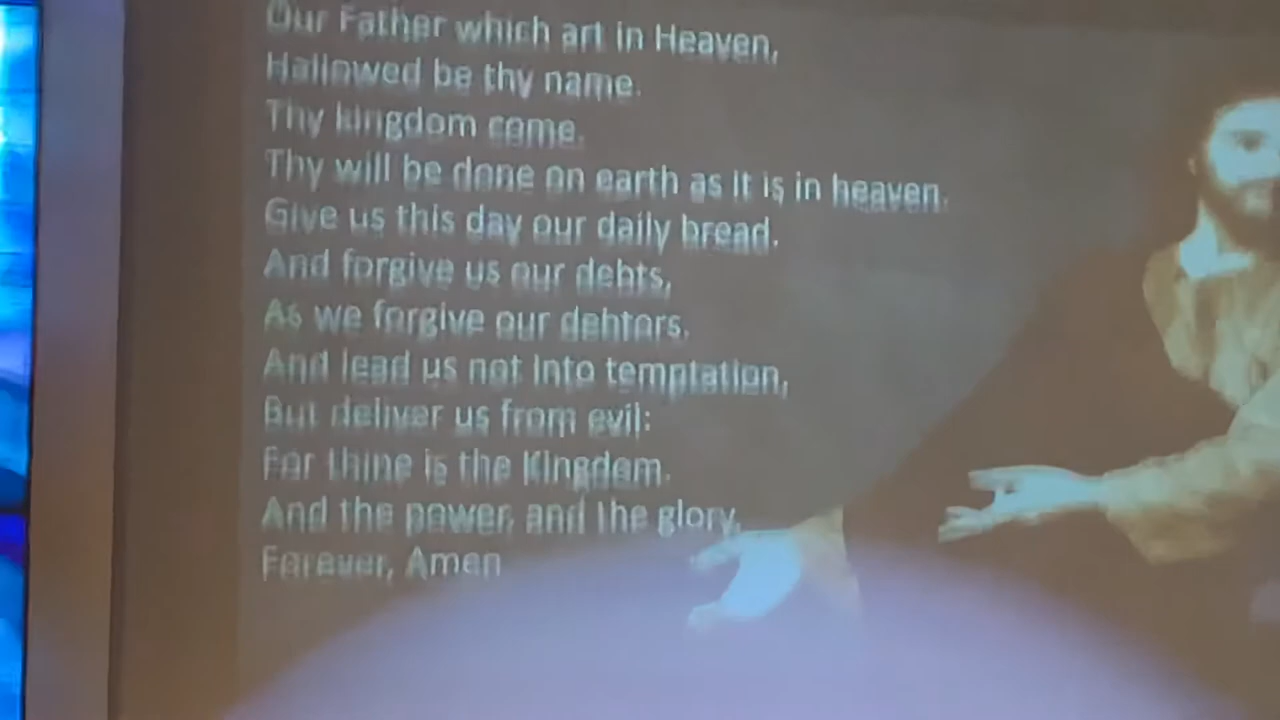 Our Father which art in Heaven,
Hallowed be thy name.
Thy kingdom come.
Thy will be done on earth as it is in heaven.
Give us this day our daily bread.
And forgive us our debts,
As we forgive our debtors.
And lead us not into temptation,
But deliver us from evil:
For thine is the Kingdom.
And the power, and the glory,
Forever, Amen